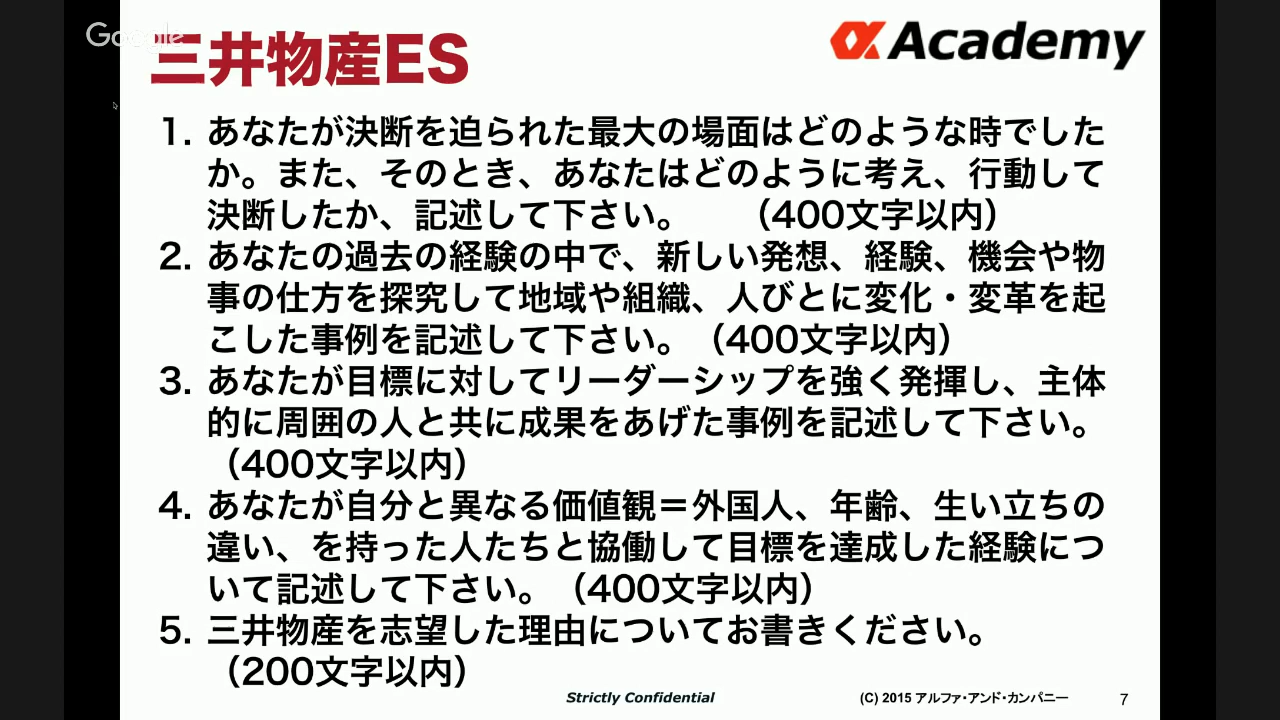 Google
三井物産ES
αAcademy
1. あなたが決断を迫られた最大の場面はどのような時でした
か。また、そのとき、あなたはどのように考え、行動して
決断したか、記述して下さい。　（400文字以内）
2. あなたの過去の経験の中で、新しい発想、経験、機会や物
事の仕方を探究して地域や組織、人びとに変化・変革を起
こした事例を記述して下さい。（400文字以内）
3. あなたが目標に対してリーダーシップを強く発揮し、主体
的に周囲の人と共に成果をあげた事例を記述して下さい。
（400文字以内）
4. あなたが自分と異なる価値観＝外国人、年齢、生い立ちの
違い、を持った人たちと協働して目標を達成した経験につ
いて記述して下さい。（400文字以内）
5. 三井物産を志望した理由についてお書きください。
（200文字以内）
Strictly Confidential
(C) 2015 アルファ・アンド・カンパニー
7